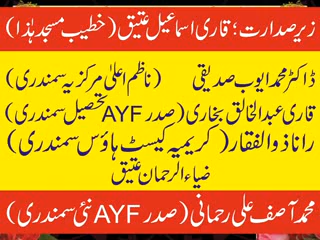 زیر صدارت؛ قاری اسماعیل عتیق (خطیب مسجد ہذا)
ڈاکٹر محمد ایوب صدیقی (ناظم اعلیٰ مرکزیہ سمندری)
قاری عبدالخالق بخاری (صدر AYF تحصیل سمندری)
رانا ذوالفقار (کریمیہ کیسٹ ہاؤس سمندری)
ضیاء الرحمان عتیق
محمد آصف علی رحمانی (صدر AYF سٹی سمندری)